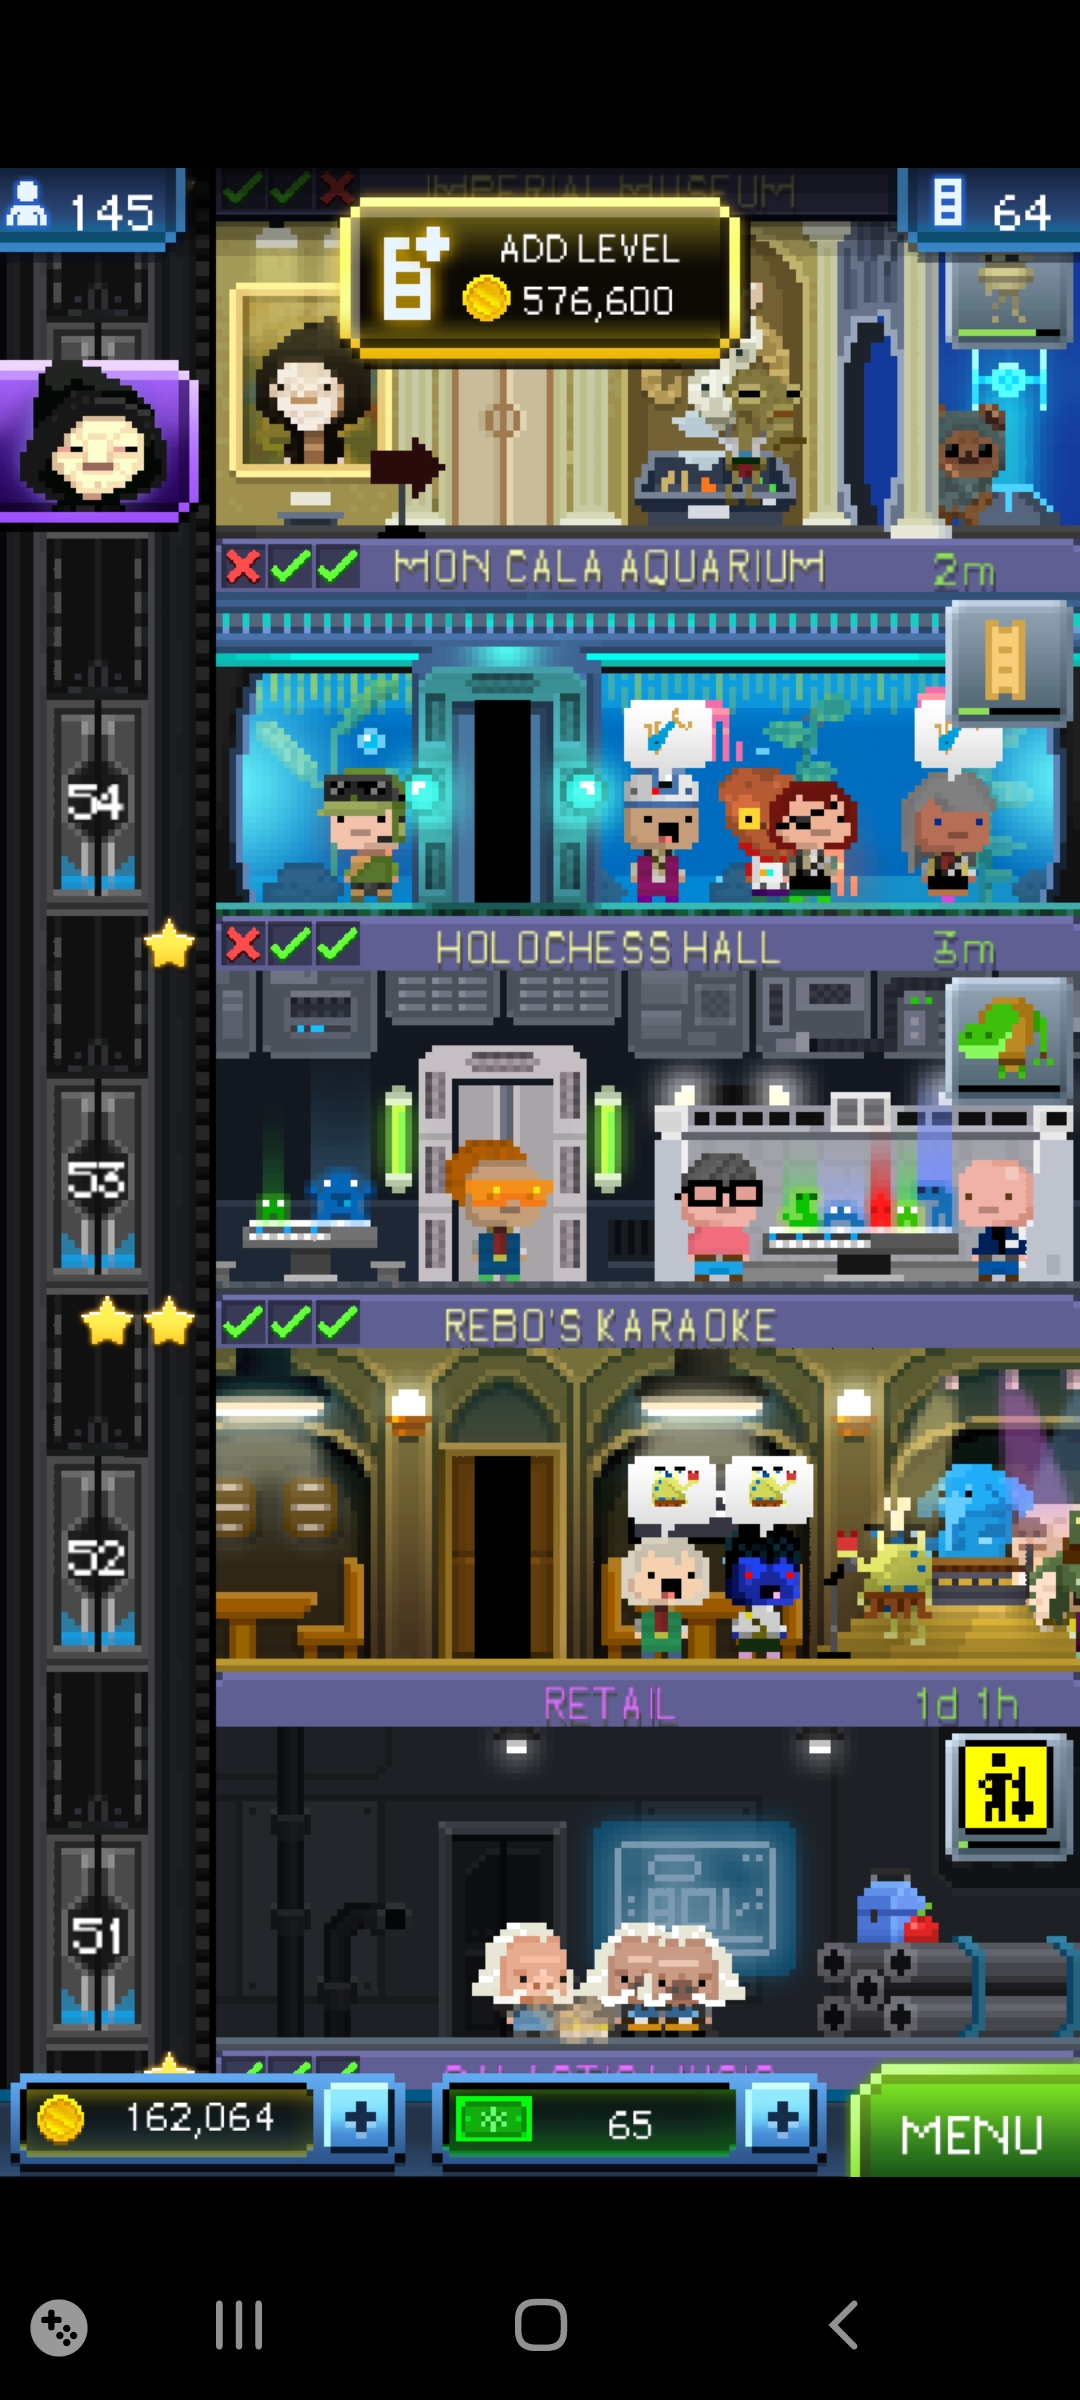 IMPERIAL MUSEUM
145
64
ADD LEVEL
576,600
MON CALA AQUARIUM 2m
54
HOLOCHESS HALL 3m
53
REBO'S KARAOKE
52
RETAIL 1d 1h
51
162,064
65
MENU